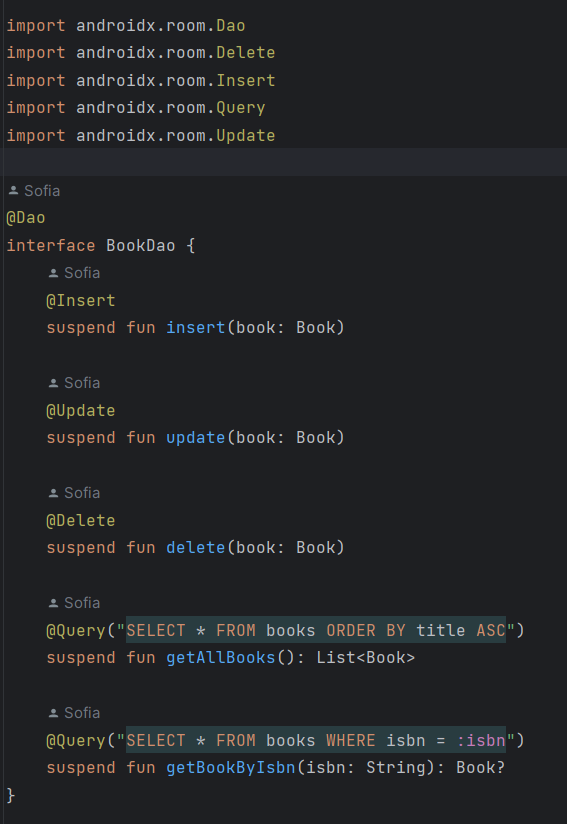 import androidx.room.Dao
import androidx.room.Delete
import androidx.room.Insert
import androidx.room.Query
import androidx.room.Update
Sofia
@Dao
interface BookDao {
Sofia
@Insert
suspend fun insert(book: Book)
Sofia
@Update
suspend fun update(book: Book)
Sofia
@Delete
suspend fun delete(book: Book)
Sofia
@Query("SELECT * FROM books ORDER BY title ASC")
suspend fun getAllBooks(): List<Book>
Sofia
@Query("SELECT * FROM books WHERE isbn = :isbn")
suspend fun getBookByIsbn(isbn: String): Book?
}